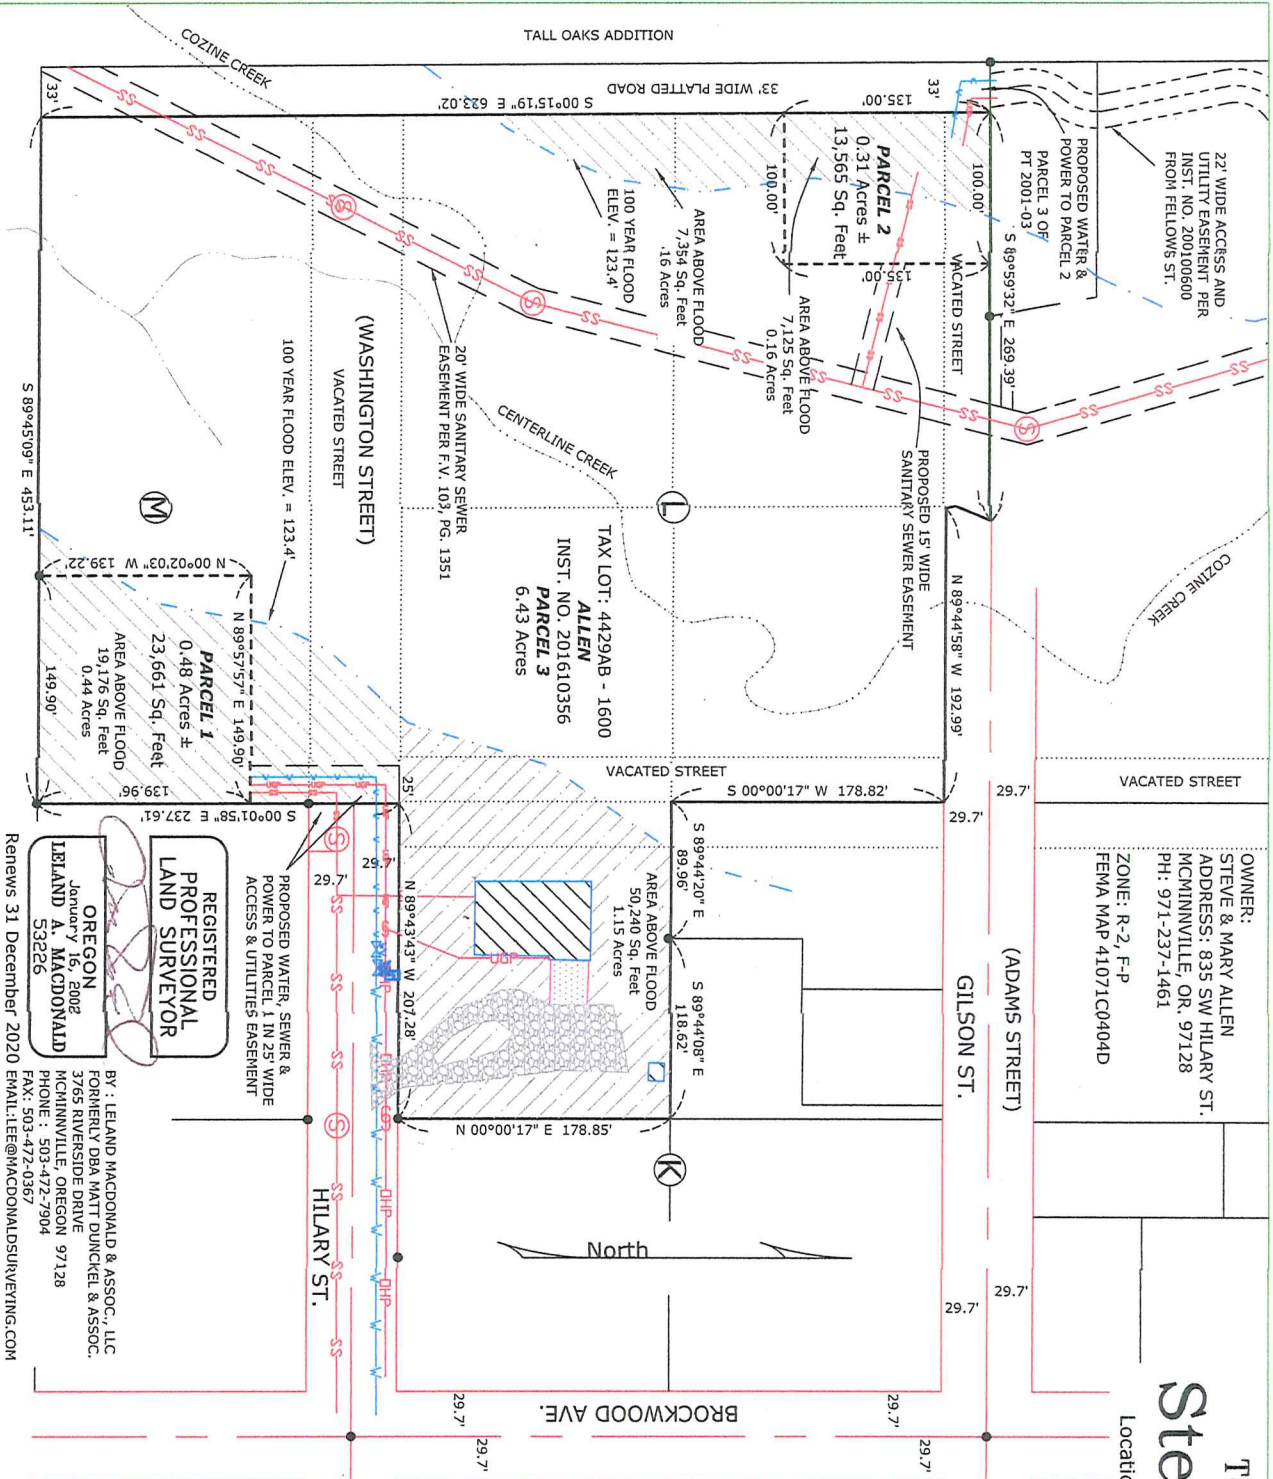 T
Ste
Locatio
OWNER:
STEVE & MARY ALLEN
ADDRESS: 835 SW HILARY ST.
MCMINNVILLE, OR. 97128
PH: 971-237-1461
ZONE: R-2, F-P
FEMA MAP 41071C0404D
TALL OAKS ADDITION
33' WIDE PLATTED ROAD
S 00°15'19" E 623.02'
33'
33'
135.00'
COZINE CREEK
22' WIDE ACCESS AND
UTILITY EASEMENT PER
INST. NO. 200100600
FROM FELLOWS ST.
PROPOSED WATER &
POWER TO PARCEL 2
PARCEL 3 OF
PT 2001-03
S 89°59'32" E 269.39'
100.00'
PARCEL 2
0.31 Acres ±
13,565 Sq. Feet
135.00'
100.00'
VACATED STREET
AREA ABOVE FLOOD
7,125 Sq. Feet
0.16 Acres
AREA ABOVE FLOOD
7,354 Sq. Feet
.16 Acres
100 YEAR FLOOD
ELEV. = 123.4'
PROPOSED 15' WIDE
SANITARY SEWER EASEMENT
20' WIDE SANITARY SEWER
EASEMENT PER F.V. 103, PG. 1351
(WASHINGTON STREET)
VACATED STREET
CENTERLINE CREEK
COZINE CREEK
L
M
K
TAX LOT: 4429AB - 1600
ALLEN
INST. NO. 201610356
PARCEL 3
6.43 Acres
N 89°44'58" W 192.99'
100 YEAR FLOOD ELEV. = 123.4'
S 89°45'09" E 453.11'
N 00°02'03" W 139.22'
N 89°57'57" E 149.90'
PARCEL 1
0.48 Acres ±
23,661 Sq. Feet
AREA ABOVE FLOOD
19,176 Sq. Feet
0.44 Acres
149.90'
139.96'
S 00°01'58" E 237.61'
25'
VACATED STREET
S 00°00'17" W 178.82'
VACATED STREET
S 89°44'20" E
89.96'
S 89°44'08" E
118.62'
AREA ABOVE FLOOD
50,240 Sq. Feet
1.15 Acres
N 89°43'43" W 207.28'
N 00°00'17" E 178.85'
UGP
29.7'
29.7'
29.7'
29.7'
(ADAMS STREET)
GILSON ST.
29.7'
29.7'
PROPOSED WATER, SEWER &
POWER TO PARCEL 1 IN 25' WIDE
ACCESS & UTILITIES EASEMENT
HILARY ST.
OHP
OHP
North
BROCKWOOD AVE.
29.7'
29.7'
29.7'
29.7'
REGISTERED
PROFESSIONAL
LAND SURVEYOR
OREGON
January 16, 2002
LELAND A. MACDONALD
53226
Renews 31 December 2020
BY : LELAND MACDONALD & ASSOC., LLC
FORMERLY DBA MATT DUNCKEL & ASSOC.
3765 RIVERSIDE DRIVE
MCMINNVILLE, OREGON 97128
PHONE : 503-472-7904
FAX: 503-472-0367
EMAIL:LEE@MACDONALDSURVEYING.COM